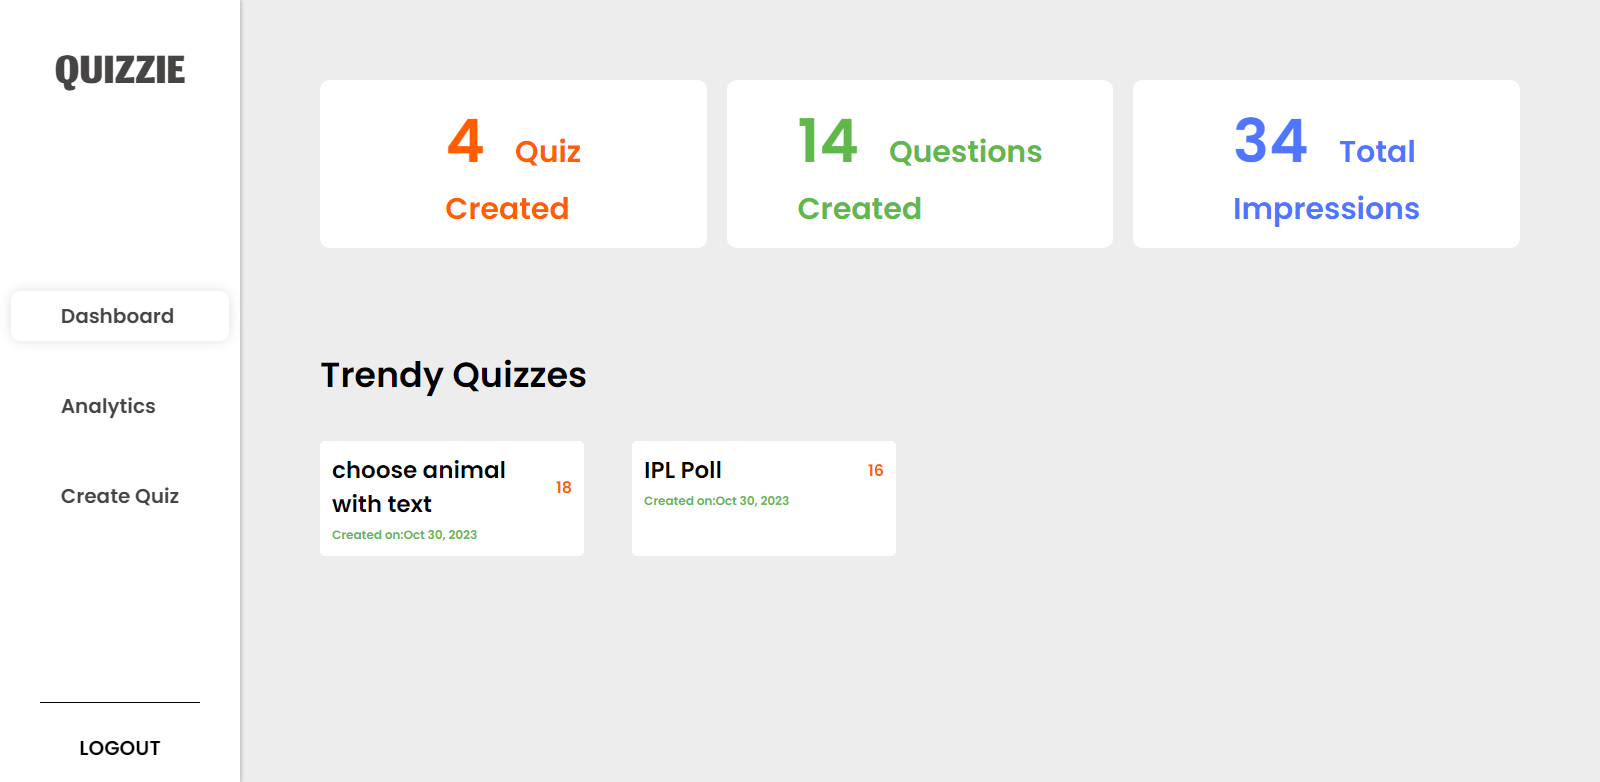 QUIZZIE
Dashboard
Analytics
Create Quiz
LOGOUT
4 Quiz
Created
14 Questions
Created
34 Total
Impressions
Trendy Quizzes
choose animal
with text
18
Created on:Oct 30, 2023
IPL Poll
16
Created on:Oct 30, 2023